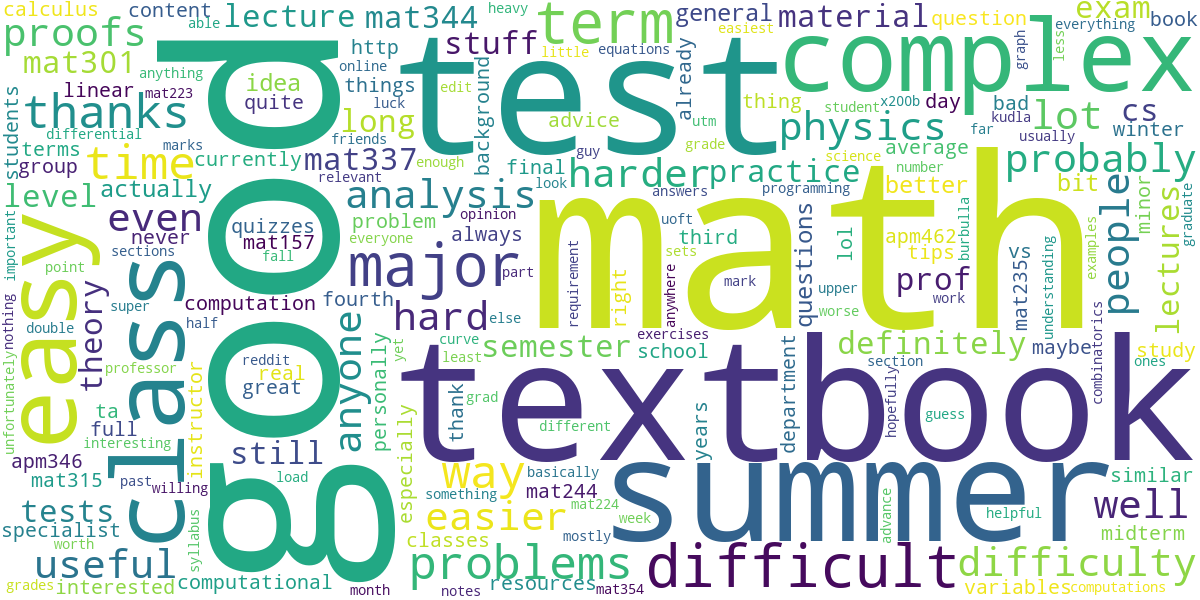 calculus
content
able
lecture
mat344
heavy
term
general
material
question
exam
book
proofs
mat301
anything
http
stuff
little
equations
easiest
complex
graph
lesse
everything
linear
mat223
idea
quite
online
things
luck
test
already
thing
student
x200b
day
bad
kudla
lot
cs
winter
students
thanks
differential
marks
friends
long
background
edit
advice
utm
grade
physics
far
usually
terms
group
time
currently
mat337
relevant
guy
enough
final
look
harder
practice
science
average
number
probably
level
actually
good
analysis
answers
programming
better
bit
minor
graduate
important
easy
even
never
sections
quizzes
mat157
fall
problem
everyone
opinion
always
part
uoft
third
sets
math
questions
lol
apm462
tips
burbulla
vs
people
examples
lectures
point
class
super
theory
computation
half
fourth
major
requirement
right
anywhere
mark
upper
worse
prof
work
mat235
understanding
nothing
double
reddit
real
great
anyone
personally
yet
hard
else
curve
least
semester
exercises
school
definitely
maybe
study
combinatorics
ones
unfortunately
professor
instructor
textbook
department
section
hopefully
guess
ta
full
interesting
still
thank
grad
different
years
apm346
mat315
past
willing
load
especially
way
something
basically
mat244
mat224
week
summer
similar
tests
specialist
worth
syllabus
easier
classes
mostly
advance
helpful
well
midterm
useful
grades
interested
computational
month
problems
notes
resources
mat354
difficult
difficulty
variables
computations